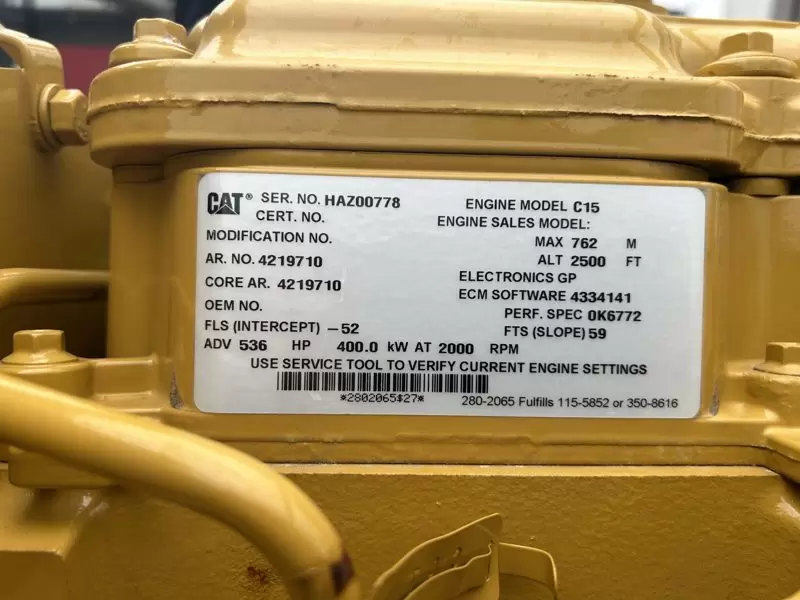 CAT® SER. NO. HAZ00778 ENGINE MODEL C15
CERT. NO. ENGINE SALES MODEL:
MODIFICATION NO. MAX 762 M
AR. NO. 4219710 ALT 2500 FT
ELECTRONICS GP
CORE AR. 4219710 ECM SOFTWARE 4334141
OEM NO. PERF. SPEC 0K6772
FLS (INTERCEPT) -52 FTS (SLOPE) 59
ADV 536 HP 400.0 kW AT 2000 RPM
USE SERVICE TOOL TO VERIFY CURRENT ENGINE SETTINGS
*2802065$27* 280-2065 Fulfills 115-5852 or 350-8616